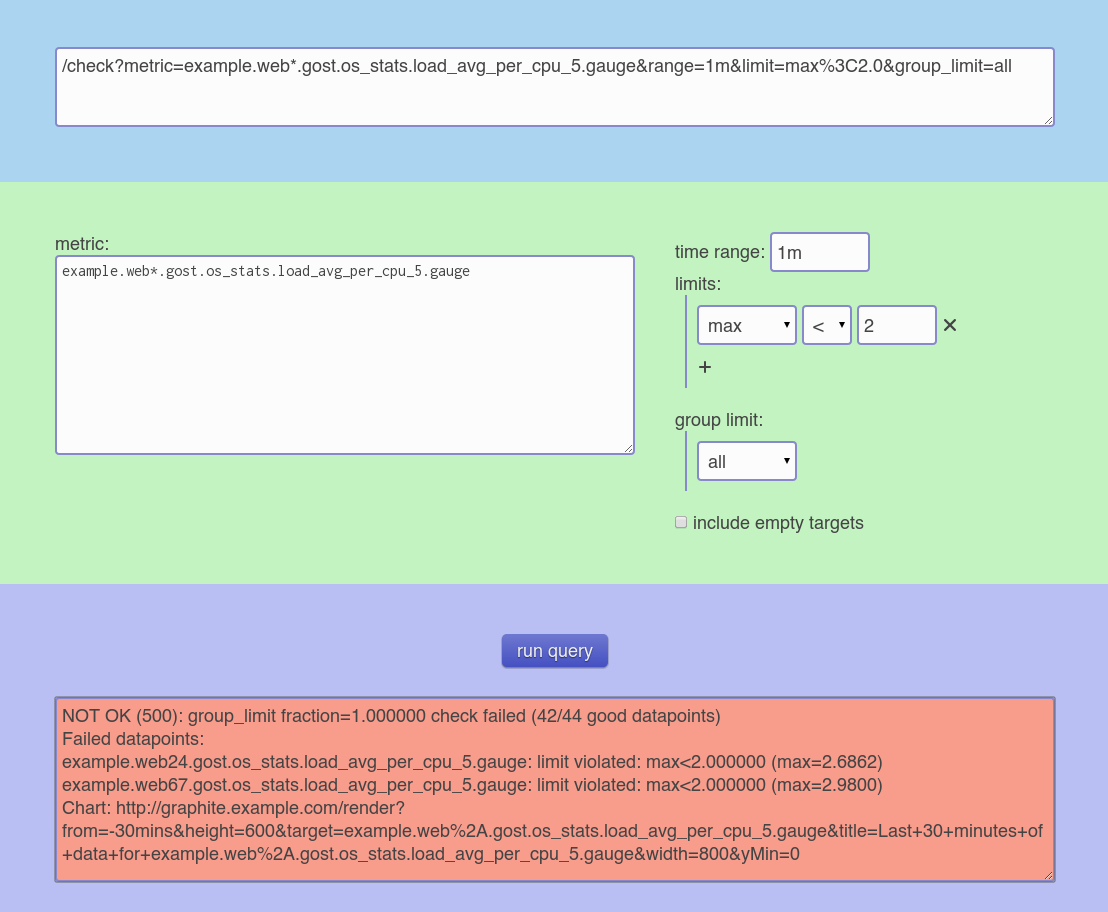 /check?metric=example.web*.gost.os_stats.load_avg_per_cpu_5.gauge&range=1m&limit=max%3C2.0&group_limit=all
metric:
example.web*.gost.os_stats.load_avg_per_cpu_5.gauge
time range: 1m
limits:
max < 2 ×
+
group limit:
all
include empty targets
run query
NOT OK (500): group_limit fraction=1.000000 check failed (42/44 good datapoints)
Failed datapoints:
example.web24.gost.os_stats.load_avg_per_cpu_5.gauge: limit violated: max<2.000000 (max=2.6862)
example.web67.gost.os_stats.load_avg_per_cpu_5.gauge: limit violated: max<2.000000 (max=2.9800)
Chart: http://graphite.example.com/render?
from=-30mins&height=600&target=example.web%2A.gost.os_stats.load_avg_per_cpu_5.gauge&title=Last+30+minutes+of
+data+for+example.web%2A.gost.os_stats.load_avg_per_cpu_5.gauge&width=800&yMin=0